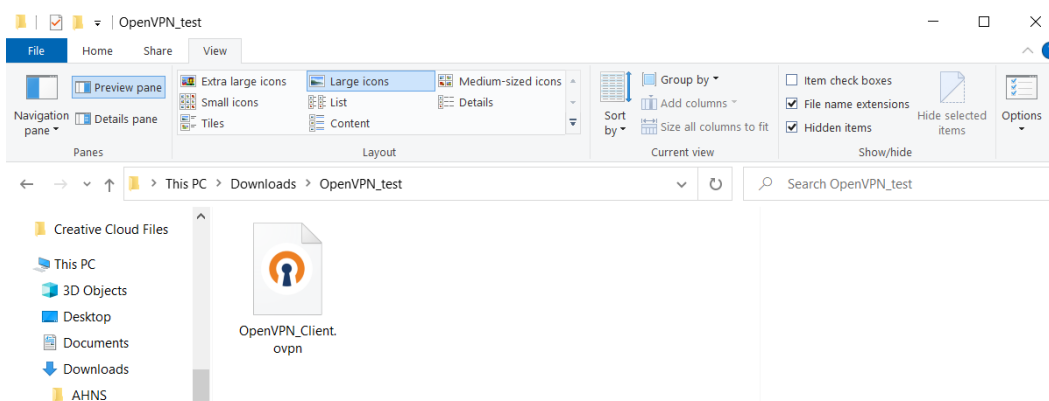 OpenVPN_test
File Home Share View
Navigation pane
Preview pane
Details pane
Panes
Extra large icons Large icons Medium-sized icons
Small icons List Details
Tiles Content
Layout
Sort by
Group by
Add columns
Size all columns to fit
Current view
Item check boxes
File name extensions
Hidden items
Hide selected items
Show/hide
Options
This PC > Downloads > OpenVPN_test
Search OpenVPN_test
Creative Cloud Files
This PC
3D Objects
Desktop
Documents
Downloads
AHNS
OpenVPN_Client.
ovpn